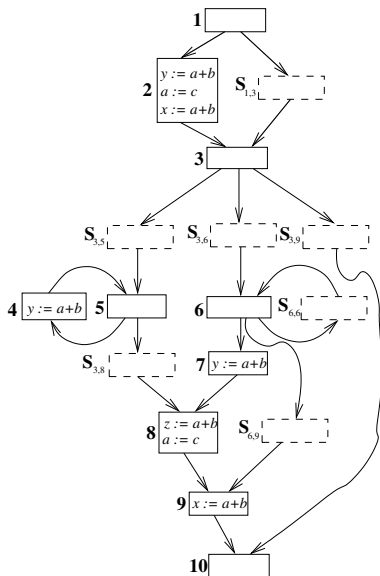 1
2
y := a+b
a := c
x := a+b
S1,3
3
S3,5
S3,6
S3,9
4
y := a+b
5
6
S6,6
S3,8
7
y := a+b
8
z := a+b
a := c
S6,9
9
x := a+b
10